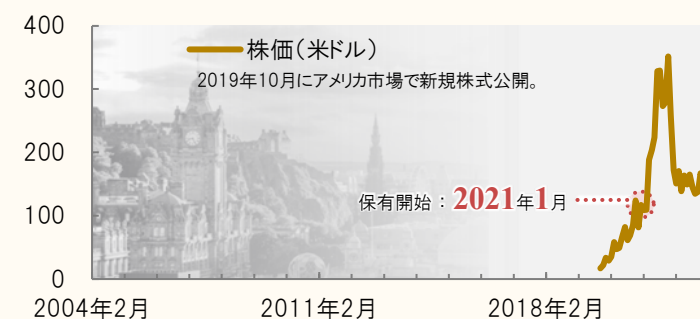 400
株価（米ドル）
2019年10月にアメリカ市場で新規株式公開。
300
200
保有開始：2021年1月
100
0
2004年2月 2011年2月 2018年2月